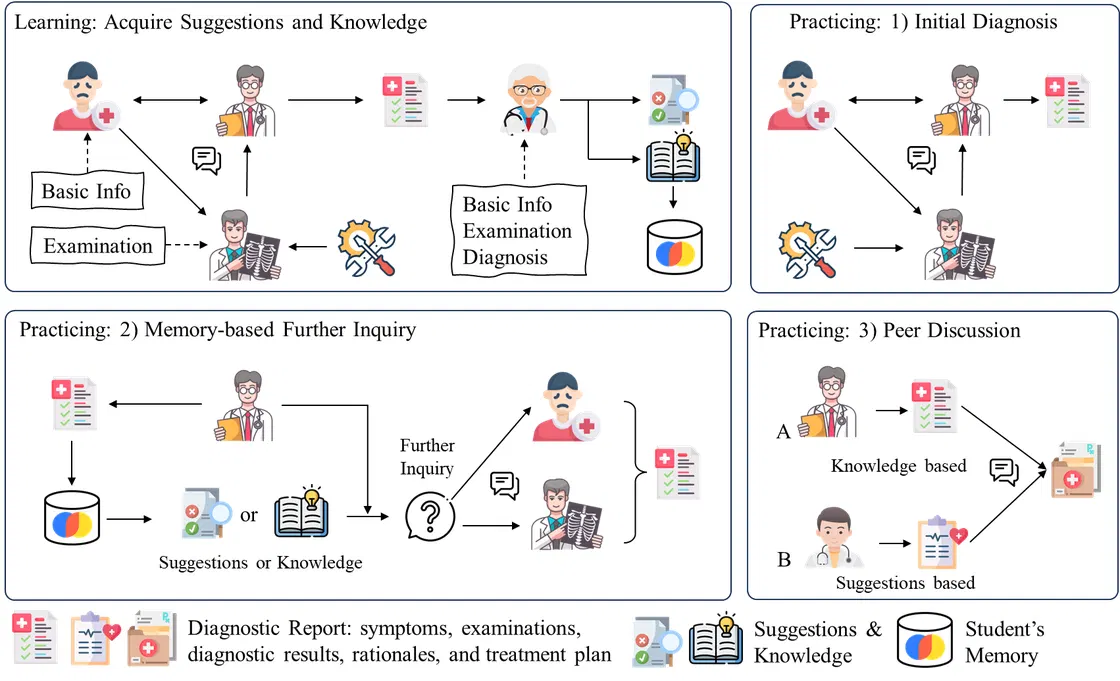 Learning: Acquire Suggestions and Knowledge
Basic Info
Examination
Basic Info
Examination
Diagnosis
Practicing: 1) Initial Diagnosis
Practicing: 2) Memory-based Further Inquiry
or
Suggestions or Knowledge
Further
Inquiry
?
Practicing: 3) Peer Discussion
A
Knowledge based
B
Suggestions based
Diagnostic Report: symptoms, examinations,
diagnostic results, rationales, and treatment plan
Suggestions &
Knowledge
Student’s
Memory